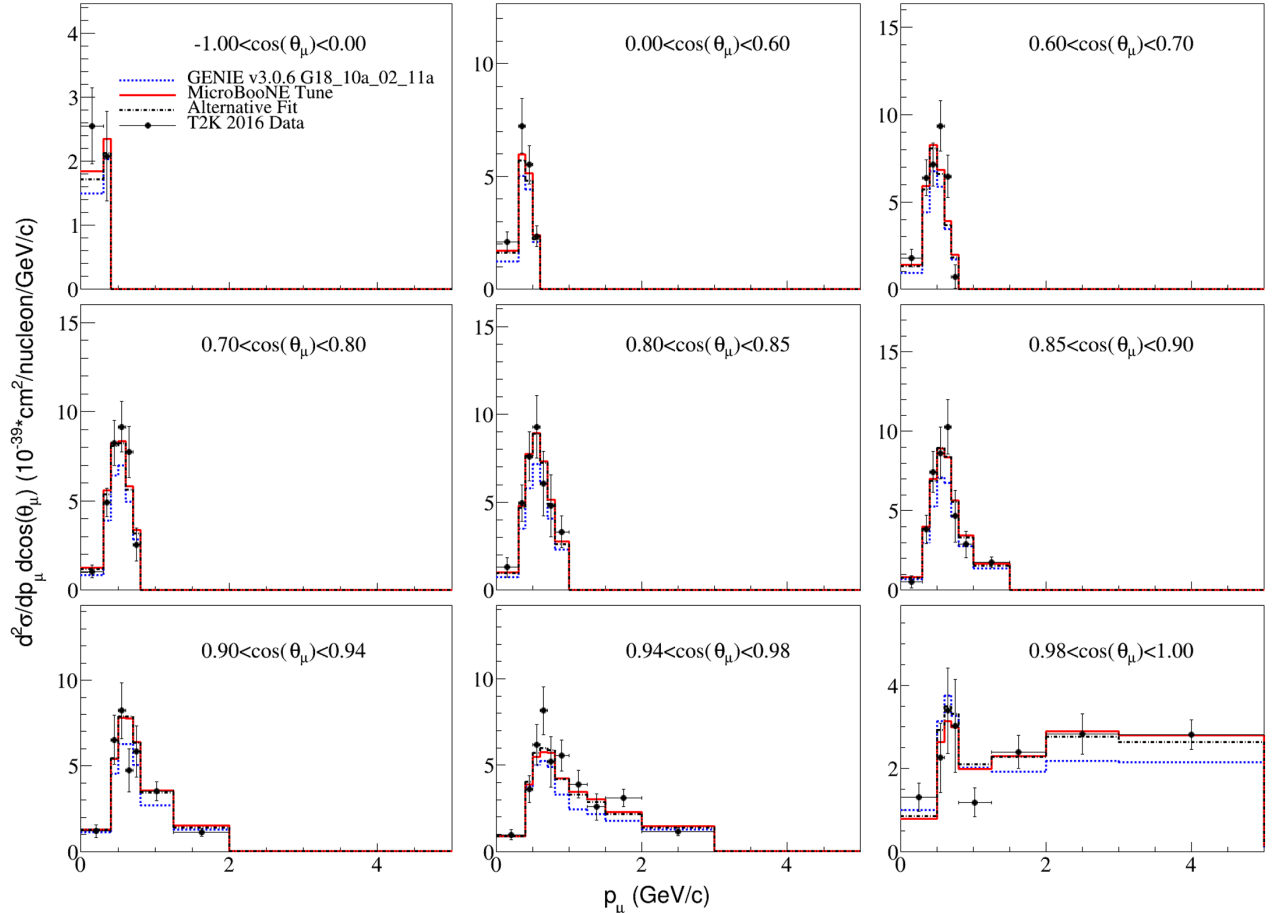 -1.00<cos(θμ)<0.00
GENIE v3.0.6 G18_10a_02_11a
MicroBooNE Tune
Alternative Fit
T2K 2016 Data
4
3
2
1
0
0.00<cos(θμ)<0.60
10
5
0
0.60<cos(θμ)<0.70
15
10
5
0
0.70<cos(θμ)<0.80
15
10
5
0
0.80<cos(θμ)<0.85
15
10
5
0
0.85<cos(θμ)<0.90
15
10
5
0
d²σ/dpμ dcos(θμ) (10⁻³⁹*cm²/nucleon/GeV/c)
0.90<cos(θμ)<0.94
10
5
0
0 2 4
0.94<cos(θμ)<0.98
10
5
0
0 2 4
0.98<cos(θμ)<1.00
4
2
0
0 2 4
pμ (GeV/c)